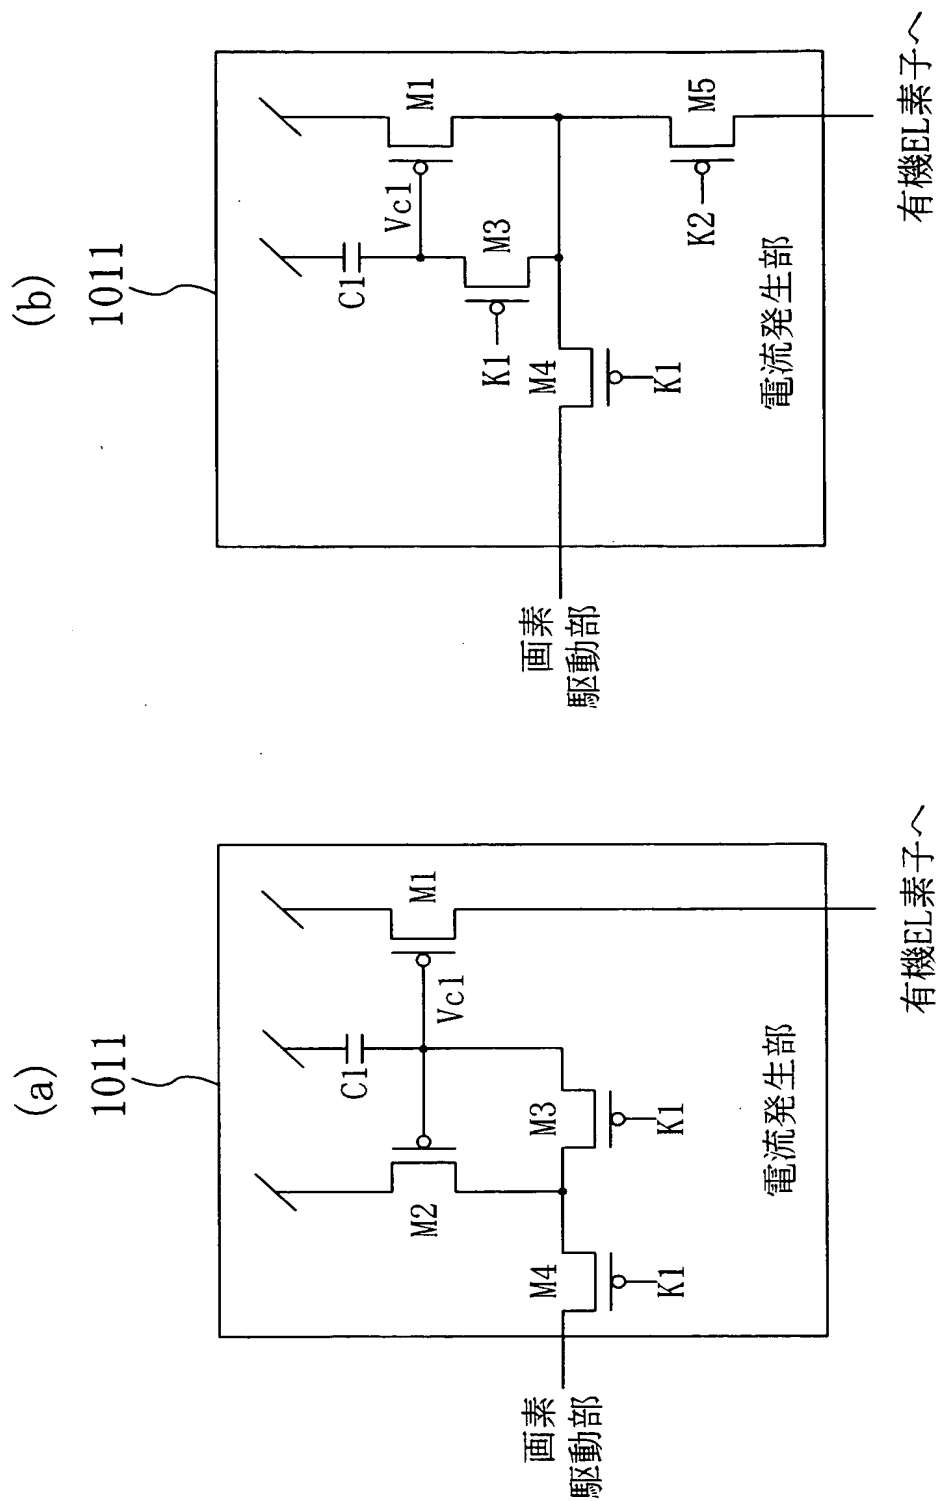 (a)
1011
C1
M1
Vc1
M2
M3
M4
K1
K1
電流発生部
画素
駆動部
有機EL素子へ
(b)
1011
M1
Vc1
C1
M3
K1
M4
K1
M5
K2
電流発生部
画素
駆動部
有機EL素子へ